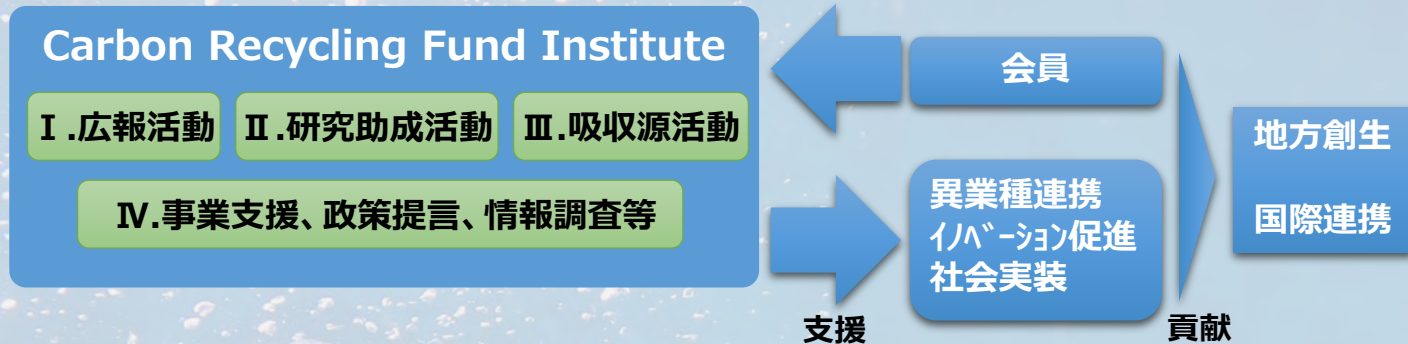 Carbon Recycling Fund Institute
Ⅰ.広報活動
Ⅱ.研究助成活動
Ⅲ.吸収源活動
Ⅳ.事業支援、政策提言、情報調査等
会員
異業種連携
ｲﾉﾍﾞｰｼｮﾝ促進
社会実装
支援
貢献
地方創生
国際連携